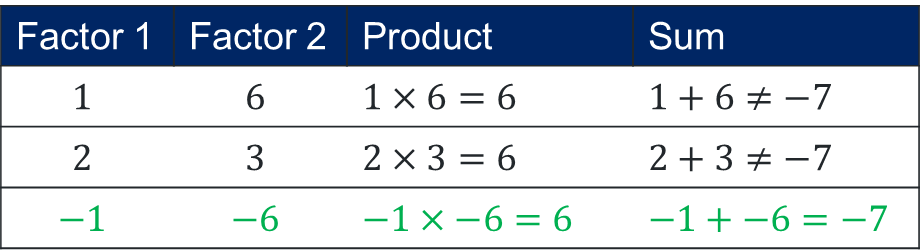 Factor 1 Factor 2 Product Sum
1 6 1 × 6 = 6 1 + 6 ≠ −7
2 3 2 × 3 = 6 2 + 3 ≠ −7
−1 −6 −1 × −6 = 6 −1 + −6 = −7